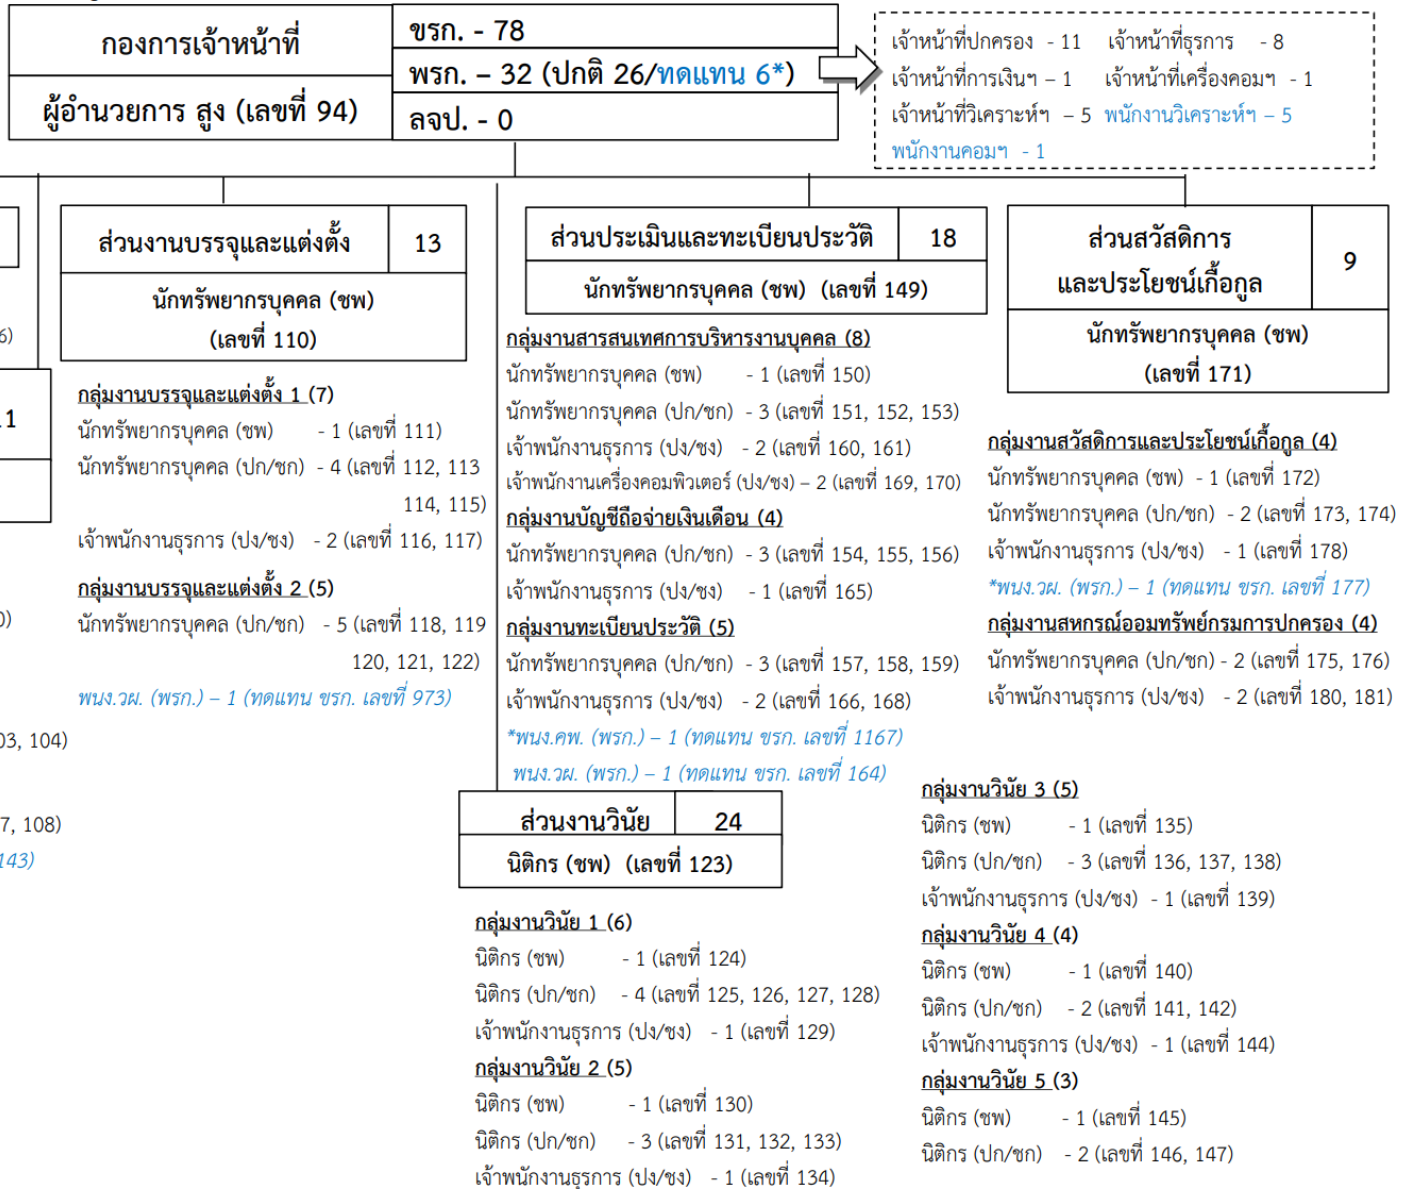 กองการเจ้าหน้าที่
ผู้อำนวยการ สูง (เลขที่ 94)
ขรก. - 78
พรก. – 32 (ปกติ 26/ทดแทน 6*)
ลจป. - 0
เจ้าหน้าที่ปกครอง - 11 เจ้าหน้าที่ธุรการ - 8
เจ้าหน้าที่การเงินฯ – 1 เจ้าหน้าที่เครื่องคอมฯ - 1
เจ้าหน้าที่วิเคราะห์ฯ – 5 พนักงานวิเคราะห์ฯ – 5
พนักงานคอมฯ - 1
6)
11
0)
03, 104)
7, 108)
143)
ส่วนงานบรรจุและแต่งตั้ง 13
นักทรัพยากรบุคคล (ชพ)
(เลขที่ 110)
กลุ่มงานบรรจุและแต่งตั้ง 1 (7)
นักทรัพยากรบุคคล (ชพ) - 1 (เลขที่ 111)
นักทรัพยากรบุคคล (ปก/ชก) - 4 (เลขที่ 112, 113
114, 115)
เจ้าพนักงานธุรการ (ปง/ชง) - 2 (เลขที่ 116, 117)
กลุ่มงานบรรจุและแต่งตั้ง 2 (5)
นักทรัพยากรบุคคล (ปก/ชก) - 5 (เลขที่ 118, 119
120, 121, 122)
พนง.วผ. (พรก.) – 1 (ทดแทน ขรก. เลขที่ 973)
ส่วนประเมินและทะเบียนประวัติ 18
นักทรัพยากรบุคคล (ชพ) (เลขที่ 149)
กลุ่มงานสารสนเทศการบริหารงานบุคคล (8)
นักทรัพยากรบุคคล (ชพ) - 1 (เลขที่ 150)
นักทรัพยากรบุคคล (ปก/ชก) - 3 (เลขที่ 151, 152, 153)
เจ้าพนักงานธุรการ (ปง/ชง) - 2 (เลขที่ 160, 161)
เจ้าพนักงานเครื่องคอมพิวเตอร์ (ปง/ชง) – 2 (เลขที่ 169, 170)
กลุ่มงานบัญชีถือจ่ายเงินเดือน (4)
นักทรัพยากรบุคคล (ปก/ชก) - 3 (เลขที่ 154, 155, 156)
เจ้าพนักงานธุรการ (ปง/ชง) - 1 (เลขที่ 165)
กลุ่มงานทะเบียนประวัติ (5)
นักทรัพยากรบุคคล (ปก/ชก) - 3 (เลขที่ 157, 158, 159)
เจ้าพนักงานธุรการ (ปง/ชง) - 2 (เลขที่ 166, 168)
*พนง.คพ. (พรก.) – 1 (ทดแทน ขรก. เลขที่ 1167)
พนง.วผ. (พรก.) – 1 (ทดแทน ขรก. เลขที่ 164)
ส่วนสวัสดิการ
และประโยชน์เกื้อกูล 9
นักทรัพยากรบุคคล (ชพ)
(เลขที่ 171)
กลุ่มงานสวัสดิการและประโยชน์เกื้อกูล (4)
นักทรัพยากรบุคคล (ชพ) - 1 (เลขที่ 172)
นักทรัพยากรบุคคล (ปก/ชก) - 2 (เลขที่ 173, 174)
เจ้าพนักงานธุรการ (ปง/ชง) - 1 (เลขที่ 178)
*พนง.วผ. (พรก.) – 1 (ทดแทน ขรก. เลขที่ 177)
กลุ่มงานสหกรณ์ออมทรัพย์กรมการปกครอง (4)
นักทรัพยากรบุคคล (ปก/ชก) - 2 (เลขที่ 175, 176)
เจ้าพนักงานธุรการ (ปง/ชง) - 2 (เลขที่ 180, 181)
ส่วนงานวินัย 24
นิติกร (ชพ) (เลขที่ 123)
กลุ่มงานวินัย 1 (6)
นิติกร (ชพ) - 1 (เลขที่ 124)
นิติกร (ปก/ชก) - 4 (เลขที่ 125, 126, 127, 128)
เจ้าพนักงานธุรการ (ปง/ชง) - 1 (เลขที่ 129)
กลุ่มงานวินัย 2 (5)
นิติกร (ชพ) - 1 (เลขที่ 130)
นิติกร (ปก/ชก) - 3 (เลขที่ 131, 132, 133)
เจ้าพนักงานธุรการ (ปง/ชง) - 1 (เลขที่ 134)
กลุ่มงานวินัย 3 (5)
นิติกร (ชพ) - 1 (เลขที่ 135)
นิติกร (ปก/ชก) - 3 (เลขที่ 136, 137, 138)
เจ้าพนักงานธุรการ (ปง/ชง) - 1 (เลขที่ 139)
กลุ่มงานวินัย 4 (4)
นิติกร (ชพ) - 1 (เลขที่ 140)
นิติกร (ปก/ชก) - 2 (เลขที่ 141, 142)
เจ้าพนักงานธุรการ (ปง/ชง) - 1 (เลขที่ 144)
กลุ่มงานวินัย 5 (3)
นิติกร (ชพ) - 1 (เลขที่ 145)
นิติกร (ปก/ชก) - 2 (เลขที่ 146, 147)